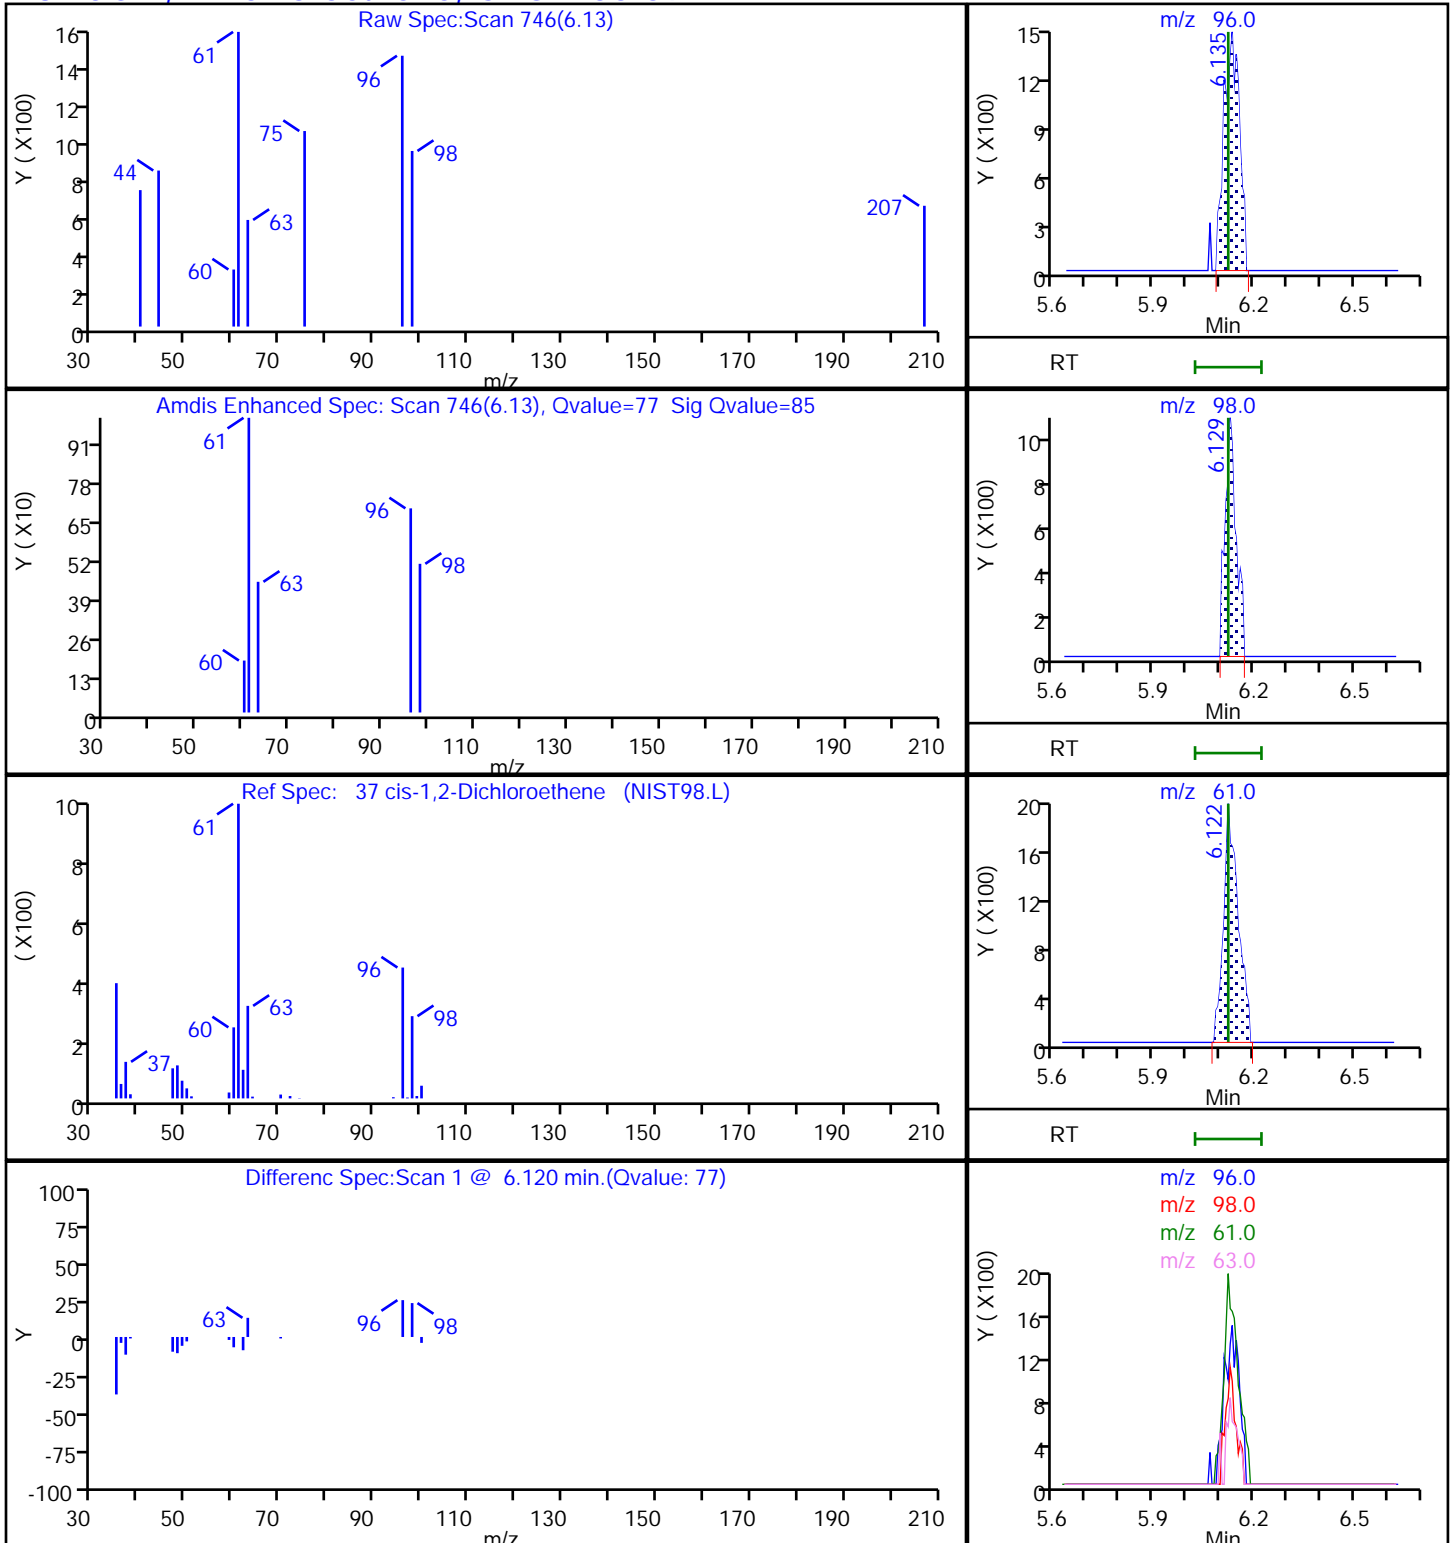 Raw Spec:Scan 746(6.13)
Y ( X100)
16
14
12
10
8
6
4
2
0
61
96
75
98
44
63
60
207
30 50 70 90 110 130 150 170 190 210
m/z
m/z 96.0
Y ( X100)
15
12
9
6
3
0
6.135
5.6 5.9 6.2 6.5
Min
RT
Amdis Enhanced Spec: Scan 746(6.13), Qvalue=77 Sig Qvalue=85
Y ( X10)
91
78
65
52
39
26
13
0
61
96
98
63
60
30 50 70 90 110 130 150 170 190 210
m/z
m/z 98.0
Y ( X100)
10
8
6
4
2
0
6.129
5.6 5.9 6.2 6.5
Min
RT
Ref Spec: 37 cis-1,2-Dichloroethene (NIST98.L)
( X100)
10
8
6
4
2
0
61
96
63
98
60
37
30 50 70 90 110 130 150 170 190 210
m/z 61.0
Y ( X100)
20
16
12
8
4
0
6.122
5.6 5.9 6.2 6.5
Min
RT
Differenc Spec:Scan 1 @ 6.120 min.(Qvalue: 77)
Y
100
75
50
25
0
-25
-50
-75
-100
63
96
98
30 50 70 90 110 130 150 170 190 210
m/z
m/z 96.0
m/z 98.0
m/z 61.0
m/z 63.0
Y ( X100)
20
16
12
8
4
0
5.6 5.9 6.2 6.5
Min